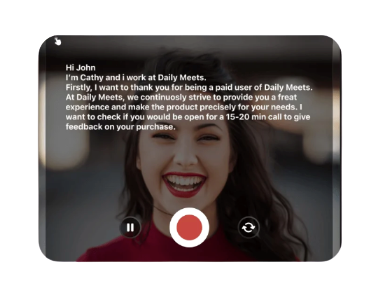 Hi John
I'm Cathy and i work at Daily Meets.
Firstly, I want to thank you for being a paid user of Daily Meets.
At Daily Meets, we continuosly strive to provide you a freat
experience and make the product precisely for your needs. I
want to check if you would be open for a 15-20 min call to give
feedback on your purchase.